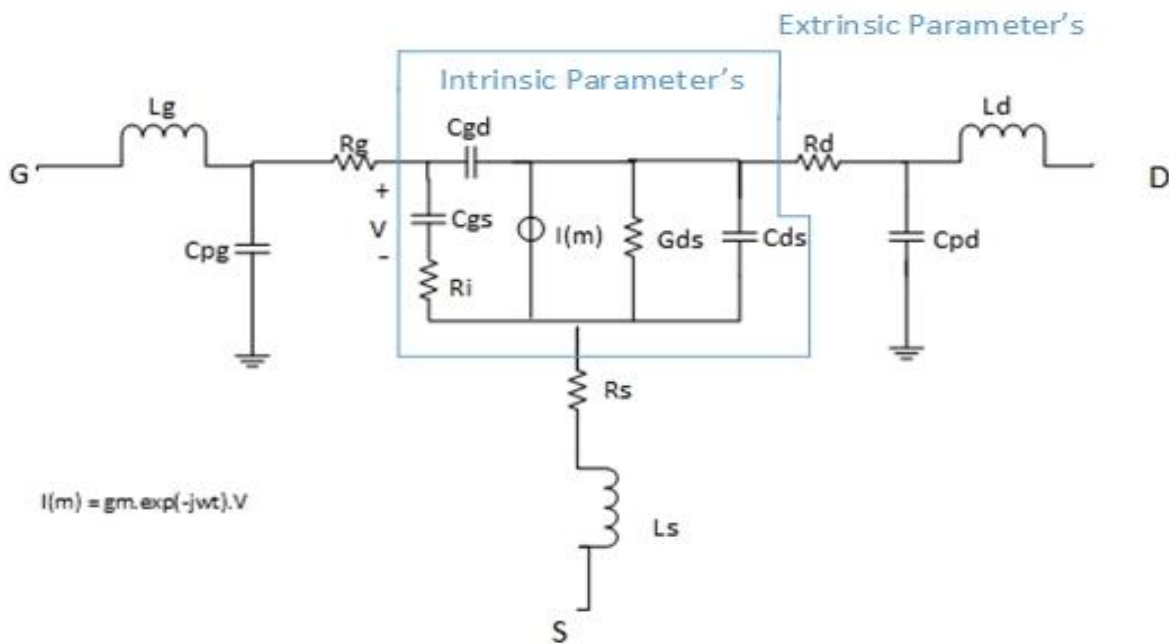 Extrinsic Parameter's
Intrinsic Parameter's
Lg
Ld
Cgd
Rg
Rd
G
D
+
V
-
Cgs
I(m)
Gds
Cds
Cpg
Cpd
Ri
Rs
I(m) = gm.exp(-jwt).V
Ls
S